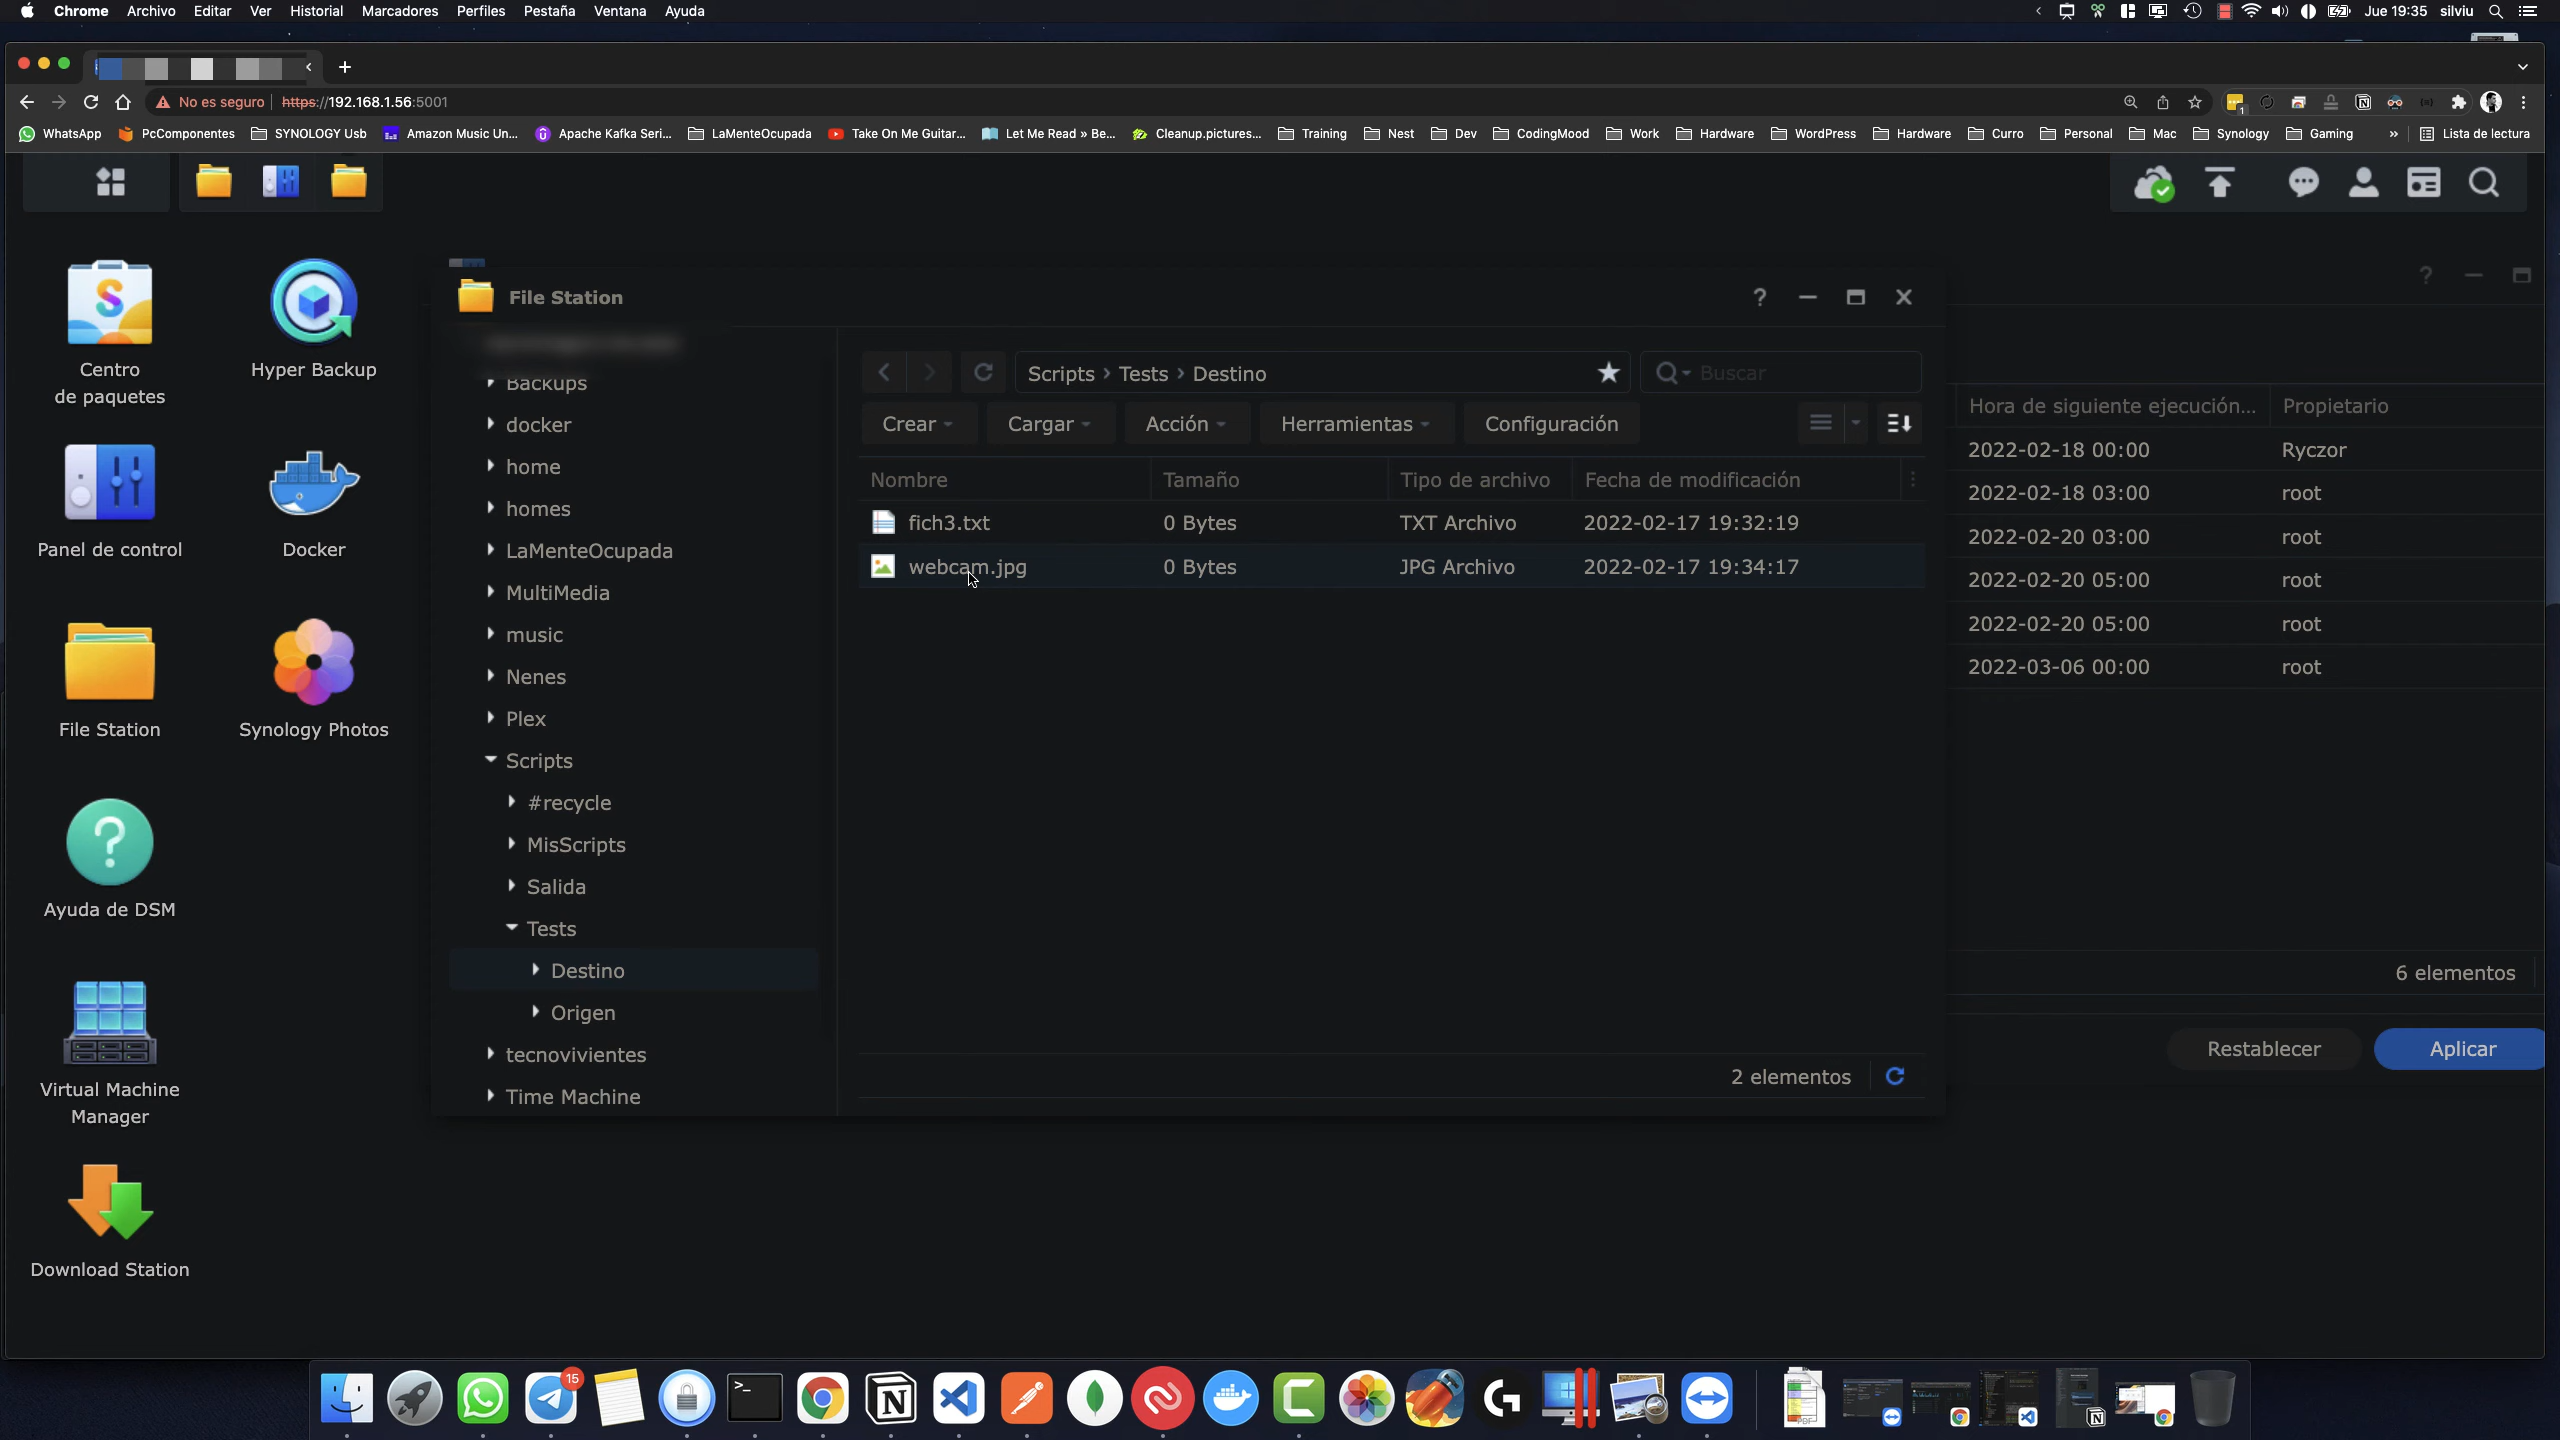 Chrome Archivo Editar Ver Historial Marcadores Perfiles Pestaña Ventana Ayuda
Jue 19:35 silviu
No es seguro https://192.168.1.56:5001
1
WhatsApp PcComponentes SYNOLOGY Usb Amazon Music Un... Apache Kafka Seri... LaMenteOcupada Take On Me Guitar... Let Me Read » Be... Cleanup.pictures... Training Nest Dev CodingMood Work Hardware WordPress Hardware Curro Personal Mac Synology Gaming » Lista de lectura
Centro
de paquetes
Hyper Backup
Panel de control
Docker
File Station
Synology Photos
Ayuda de DSM
Virtual Machine
Manager
Download Station
File Station
Backups
docker
home
homes
LaMenteOcupada
MultiMedia
music
Nenes
Plex
Scripts
#recycle
MisScripts
Salida
Tests
Destino
Origen
tecnovivientes
Time Machine
Scripts › Tests › Destino
Buscar
Crear Cargar Acción Herramientas Configuración
Nombre Tamaño Tipo de archivo Fecha de modificación
fich3.txt 0 Bytes TXT Archivo 2022-02-17 19:32:19
webcam.jpg 0 Bytes JPG Archivo 2022-02-17 19:34:17
2 elementos
Hora de siguiente ejecución... Propietario
2022-02-18 00:00 Ryczor
2022-02-18 03:00 root
2022-02-20 03:00 root
2022-02-20 05:00 root
2022-02-20 05:00 root
2022-03-06 00:00 root
6 elementos
Restablecer Aplicar
15